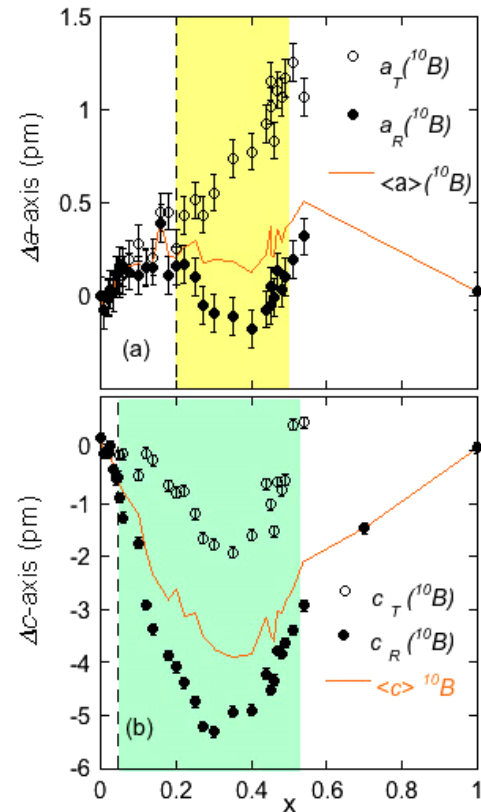 1.5
1
0.5
0
Δa-axis (pm)
a_T(¹⁰B)
a_R(¹⁰B)
<a>(¹⁰B)
(a)
0
-1
-2
-3
-4
-5
-6
Δc-axis (pm)
c_T(¹⁰B)
c_R(¹⁰B)
<c> ¹⁰B
(b)
0 0.2 0.4 0.6 0.8 1
x